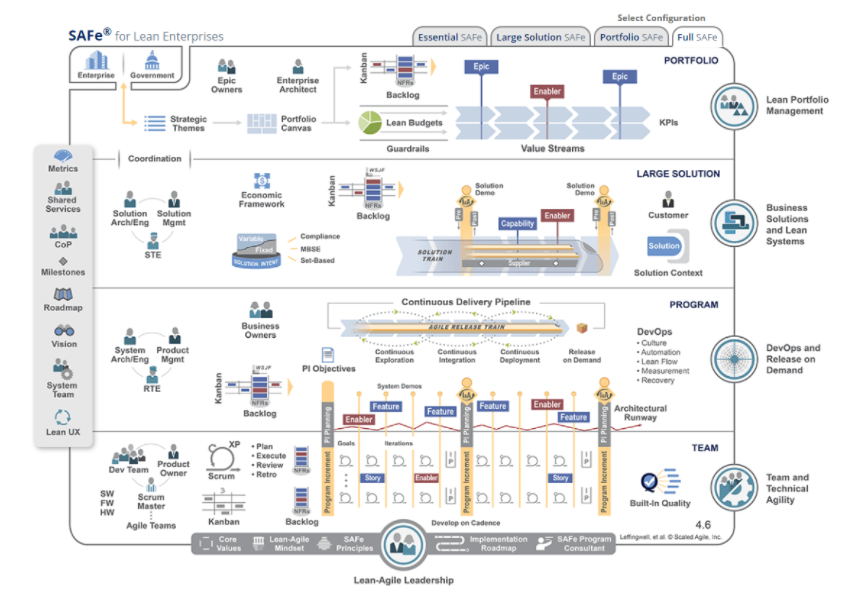 Select Configuration
SAFe® for Lean Enterprises
Essential SAFe
Large Solution SAFe
Portfolio SAFe
Full SAFe
PORTFOLIO
Enterprise
Government
Epic
Owners
Enterprise
Architect
Kanban
NFRs
Backlog
Epic
Enabler
Epic
Lean Portfolio
Management
Strategic
Themes
Portfolio
Canvas
Lean Budgets
Guardrails
Value Streams
KPIs
Coordination
LARGE SOLUTION
Metrics
Shared
Services
CoP
Milestones
Roadmap
Vision
System
Team
Lean UX
Solution
Arch/Eng
Solution
Mgmt
STE
Economic
Framework
Kanban
WSJF
NFRs
Backlog
Variable
Fixed
SOLUTION INTENT
Compliance
MBSE
Set-Based
Solution
Demo
Solution
Demo
I&A
I&A
Pre
Post
Pre
Post
Capability
Enabler
SOLUTION
TRAIN
Supplier
Customer
Solution
Solution Context
Business
Solutions
and Lean
Systems
PROGRAM
Continuous Delivery Pipeline
AGILE RELEASE TRAIN
Continuous
Exploration
Continuous
Integration
Continuous
Deployment
Release
on Demand
Business
Owners
System
Arch/Eng
Product
Mgmt
RTE
PI Objectives
Kanban
WSJF
NFRs
Backlog
DevOps
• Culture
• Automation
• Lean Flow
• Measurement
• Recovery
DevOps and
Release on
Demand
System Demos
I&A
I&A
Enabler
Feature
Feature
Feature
Enabler
Feature
Architectural
Runway
PI Planning
PI Planning
PI Planning
TEAM
Dev Team
Product
Owner
Scrum
Master
SW
FW
HW
Agile Teams
XP
Scrum
• Plan
• Execute
• Review
• Retro
NFRs
Kanban
NFRs
Backlog
Goals
Iterations
Story
Enabler
Story
I P
I P
I P
I P
Program Increment
Program Increment
Program Increment
Develop on Cadence
Built-In Quality
Team and
Technical
Agility
4.6
Leffingwell, et al. © Scaled Agile, Inc.
Core
Values
Lean-Agile
Mindset
SAFe
Principles
Implementation
Roadmap
SAFe Program
Consultant
Lean-Agile Leadership